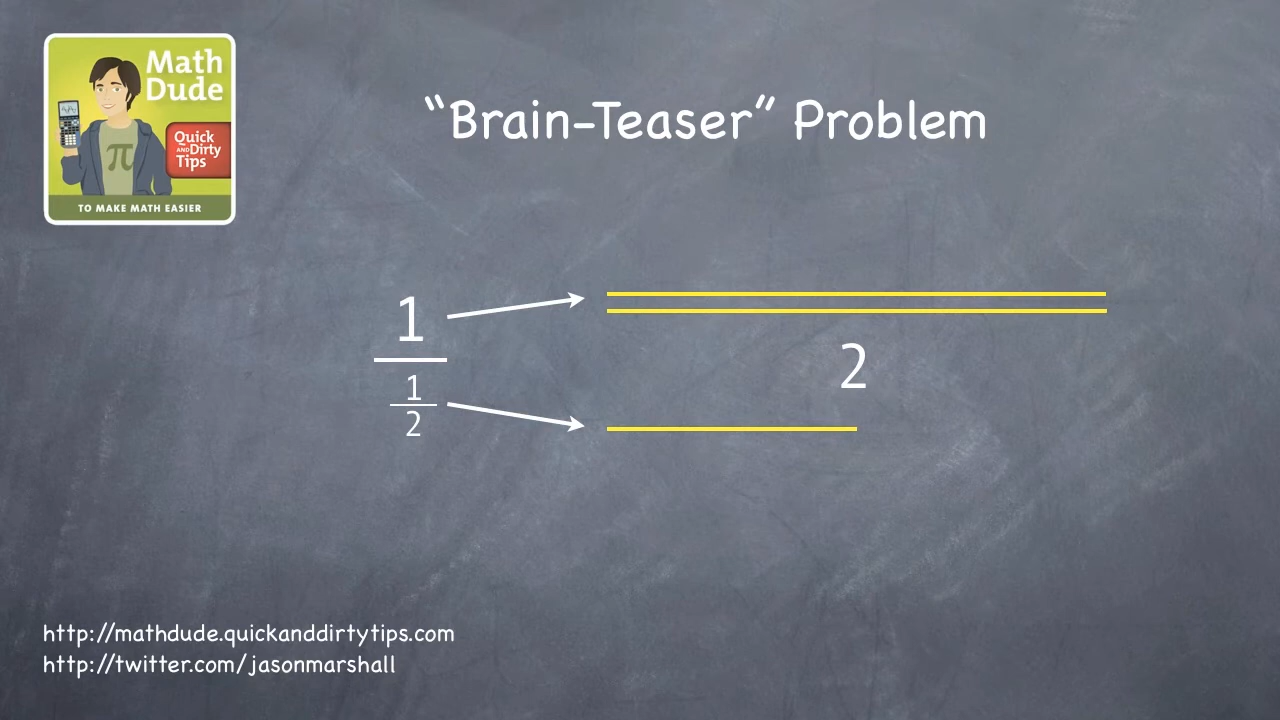 Math
Dude
Quick
AND Dirty
Tips
π
TO MAKE MATH EASIER
“Brain-Teaser” Problem
1
1
2
2
http://mathdude.quickanddirtytips.com
http://twitter.com/jasonmarshall